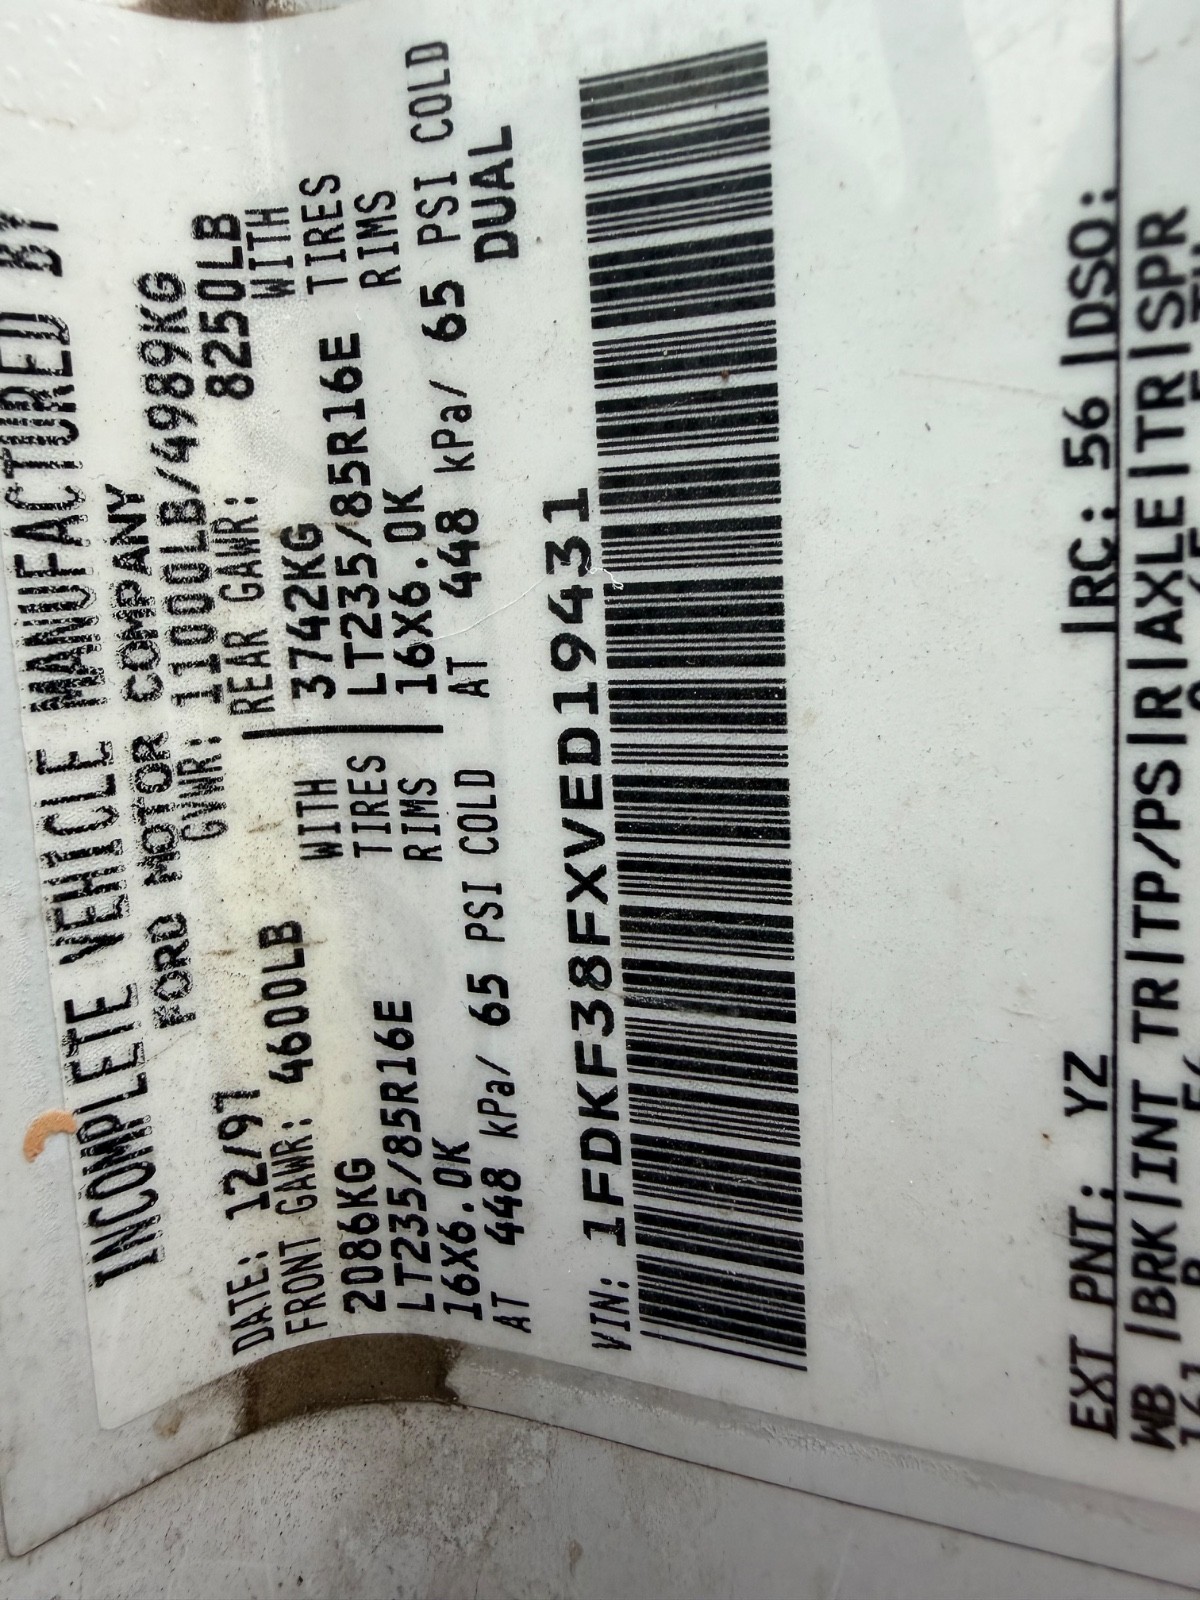 INCOMPLETE VEHICLE MANUFACTURED BY
FORD MOTOR COMPANY
DATE: 12/97 GVWR: 11000LB/4989KG
FRONT GAWR: 4600LB REAR GAWR: 8250LB
2086KG WITH 3742KG WITH
LT235/85R16E TIRES LT235/85R16E TIRES
16X6.0K RIMS 16X6.0K RIMS
AT 448 kPa/ 65 PSI COLD AT 448 kPa/ 65 PSI COLD
DUAL
VIN: 1FDKF38FXVED19431
EXT PNT: YZ RC: 56 DSO:
WB BRK INT TR TP/PS R AXLE TR SPR
161